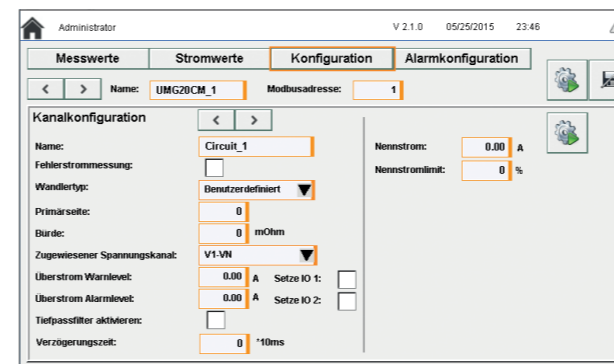 Administrator V 2.1.0 05/25/2015 23:46
Messwerte Stromwerte Konfiguration Alarmkonfiguration
< > Name: UMG20CM_1 Modbusadresse: 1
Kanalkonfiguration < >
Name: Circuit_1 Nennstrom: 0.00 A
Fehlerstrommessung: Nennstromlimit: 0 %
Wandlertyp: Benutzerdefiniert
Primärseite: 0
Bürde: 0 mOhm
Zugewiesener Spannungskanal: V1-VN
Überstrom Warnlevel: 0.00 A Setze IO 1:
Überstrom Alarmlevel: 0.00 A Setze IO 2:
Tiefpassfilter aktivieren:
Verzögerungszeit: 0 *10ms